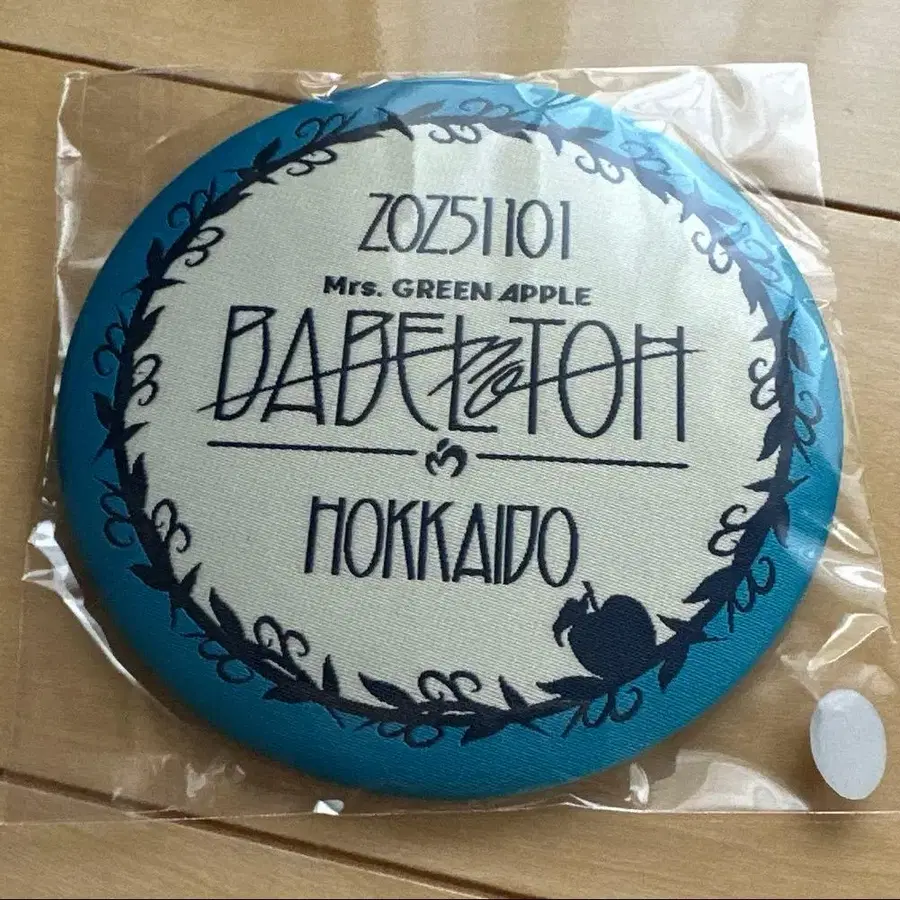 20251101
Mrs. GREEN APPLE
BABEL no TOH
HOKKAIDO